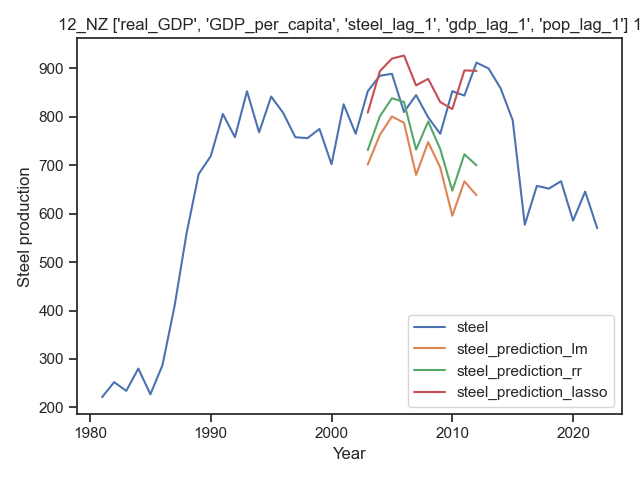 12_NZ ['real_GDP', 'GDP_per_capita', 'steel_lag_1', 'gdp_lag_1', 'pop_lag_1'] 1
900
800
700
600
500
400
300
200
Steel production
steel
steel_prediction_lm
steel_prediction_rr
steel_prediction_lasso
1980
1990
2000
2010
2020
Year